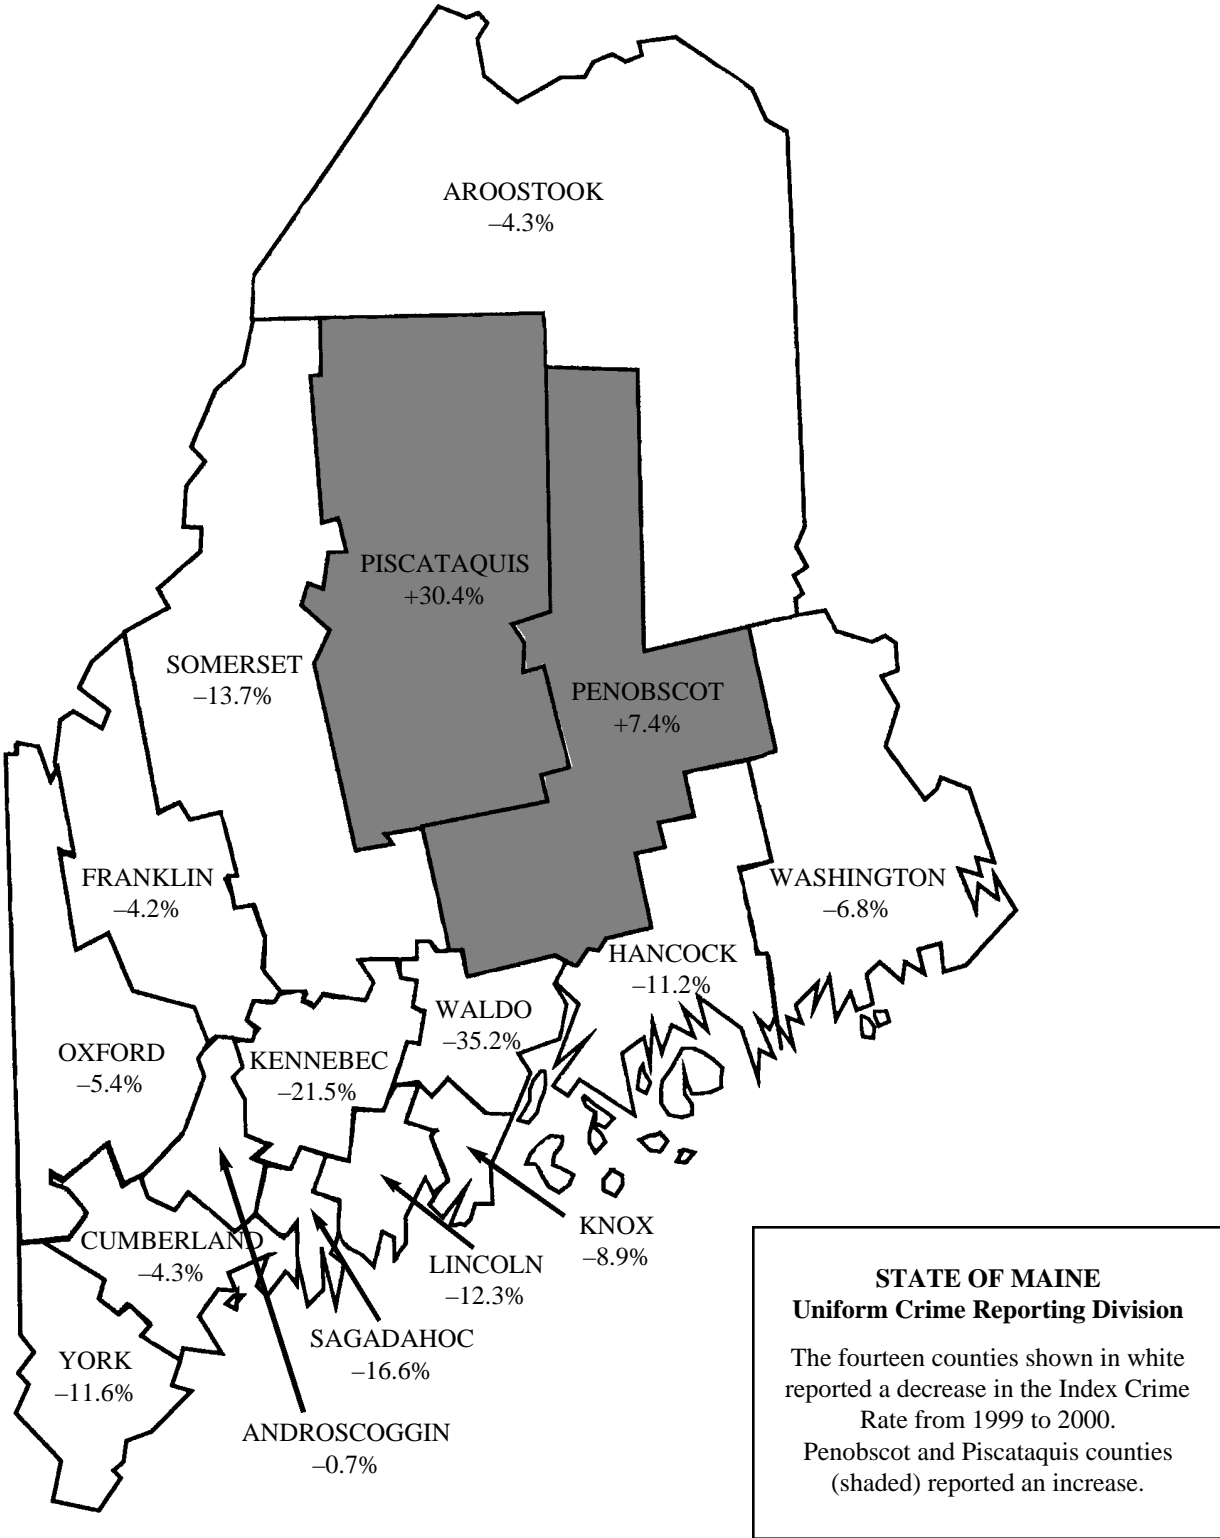 AROOSTOOK
–4.3%
PISCATAQUIS
+30.4%
SOMERSET
–13.7%
PENOBSCOT
+7.4%
FRANKLIN
–4.2%
WASHINGTON
–6.8%
HANCOCK
–11.2%
WALDO
–35.2%
OXFORD
–5.4%
KENNEBEC
–21.5%
KNOX
–8.9%
CUMBERLAND
–4.3%
LINCOLN
–12.3%
SAGADAHOC
–16.6%
YORK
–11.6%
ANDROSCOGGIN
–0.7%
STATE OF MAINE
Uniform Crime Reporting Division
The fourteen counties shown in white
reported a decrease in the Index Crime
Rate from 1999 to 2000.
Penobscot and Piscataquis counties
(shaded) reported an increase.